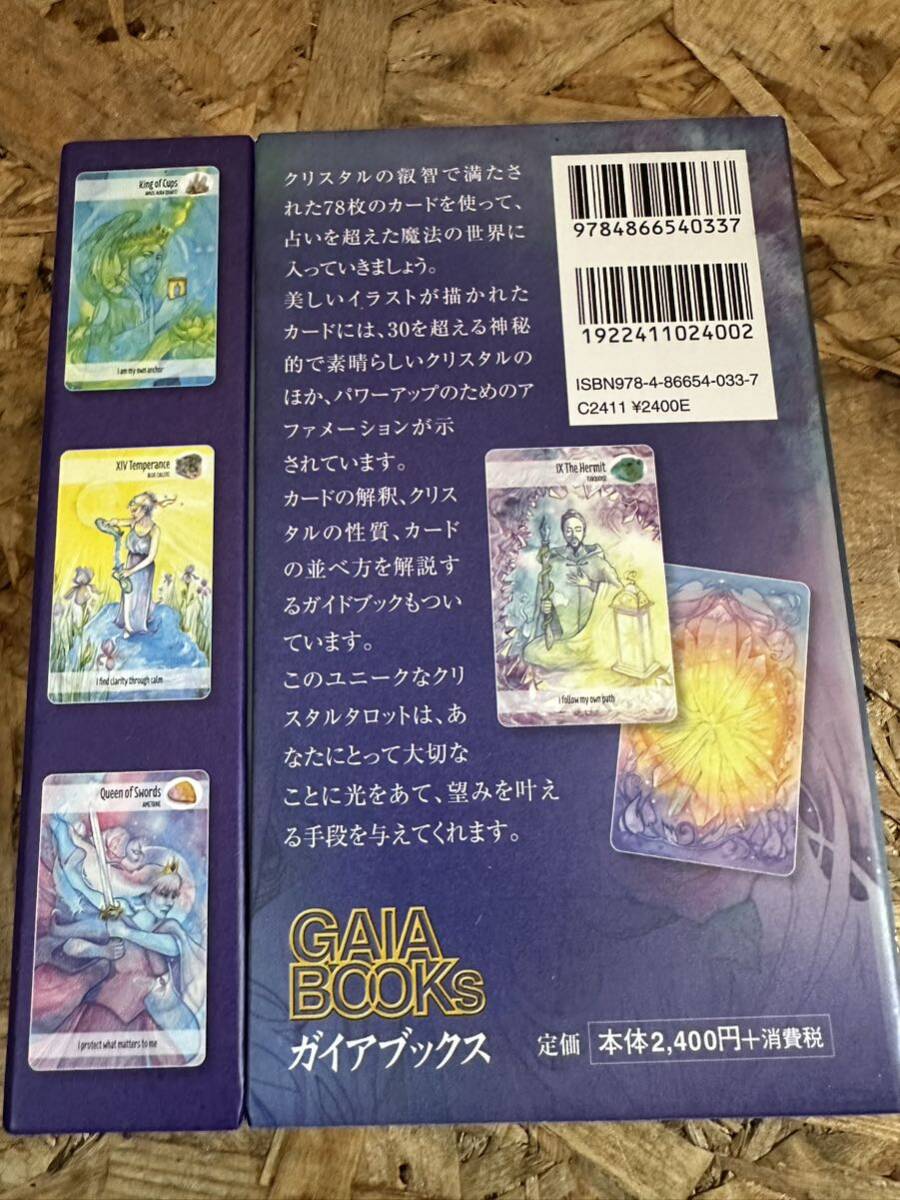 King of Cups
I am my own anchor
XIV Temperance
BLUE CALCITE
I find clarity through calm
Queen of Swords
AMETRINE
I protect what matters to me
クリスタルの叡智で満たさ
れた78枚のカードを使って、
占いを超えた魔法の世界に
入っていきましょう。
美しいイラストが描かれた
カードには、30を超える神秘
的で素晴らしいクリスタルの
ほか、パワーアップのためのア
ファメーションが示
されています。
カードの解釈、クリス
タルの性質、カード
の並べ方を解説す
るガイドブックもつい
ています。
このユニークなクリ
スタルタロットは、あ
なたにとって大切な
ことに光をあて、望みを叶え
る手段を与えてくれます。
9784866540337
1922411024002
ISBN978-4-86654-033-7
C2411 ¥2400E
IX The Hermit
TURQUOISE
I follow my own path
GAIA
BOOKs
ガイアブックス
定価 本体2,400円+消費税